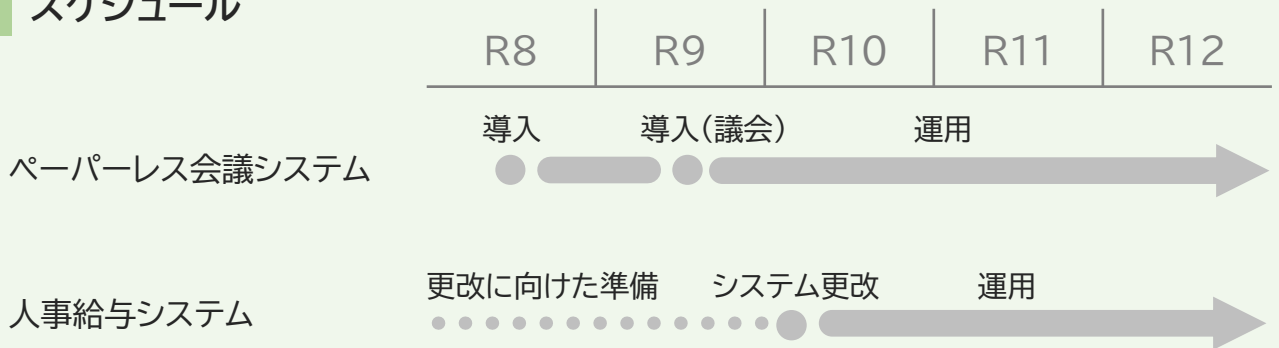 スケジュール
R8 R9 R10 R11 R12
導入 導入(議会) 運用
ペーパーレス会議システム
更改に向けた準備 システム更改 運用
人事給与システム